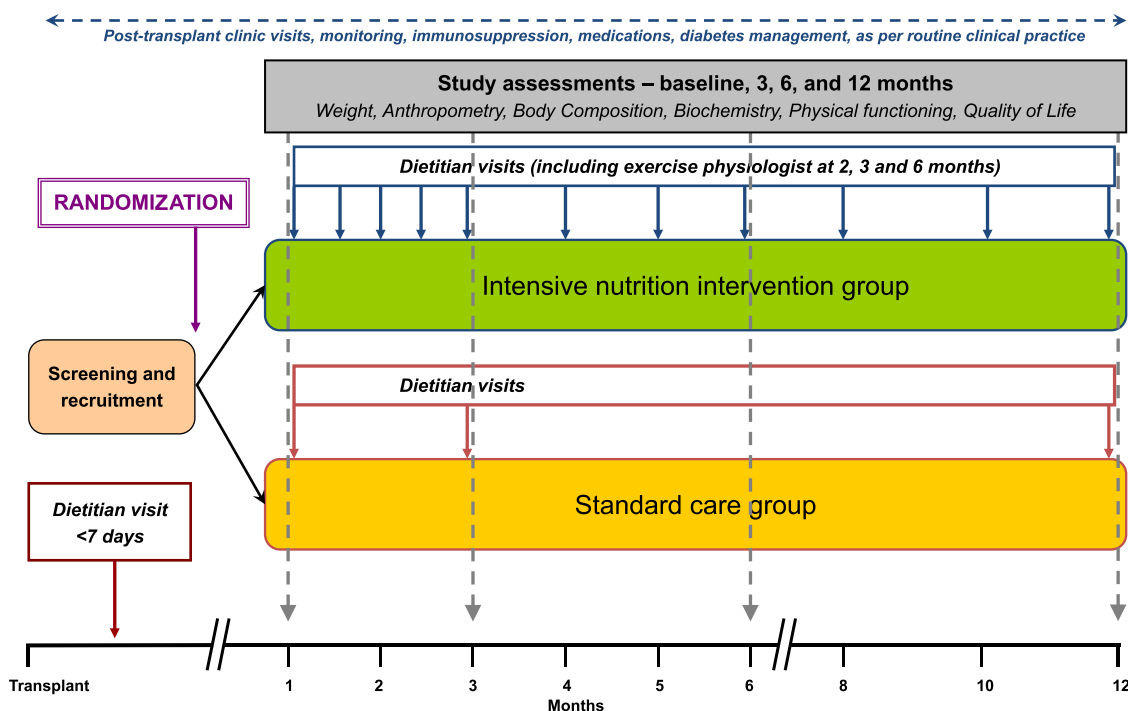 Post-transplant clinic visits, monitoring, immunosuppression, medications, diabetes management, as per routine clinical practice
Study assessments – baseline, 3, 6, and 12 months
Weight, Anthropometry, Body Composition, Biochemistry, Physical functioning, Quality of Life
Dietitian visits (including exercise physiologist at 2, 3 and 6 months)
RANDOMIZATION
Intensive nutrition intervention group
Screening and
recruitment
Dietitian visits
Standard care group
Dietitian visit
<7 days
Transplant 1 2 3 4 5 6 8 10 12
Months